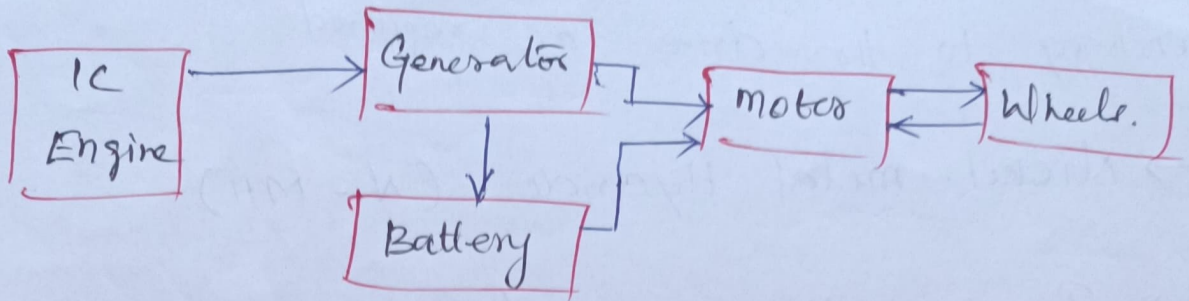 IC
Engine
Generator
Battery
Motor
Wheels.